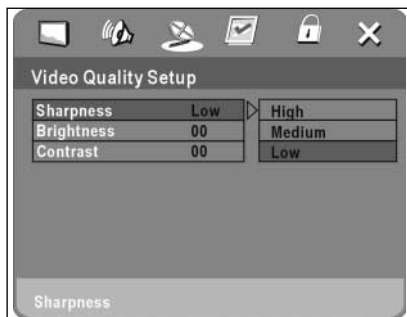 Video Quality Setup
Sharpness Low High
Brightness 00 Medium
Contrast 00 Low
Sharpness